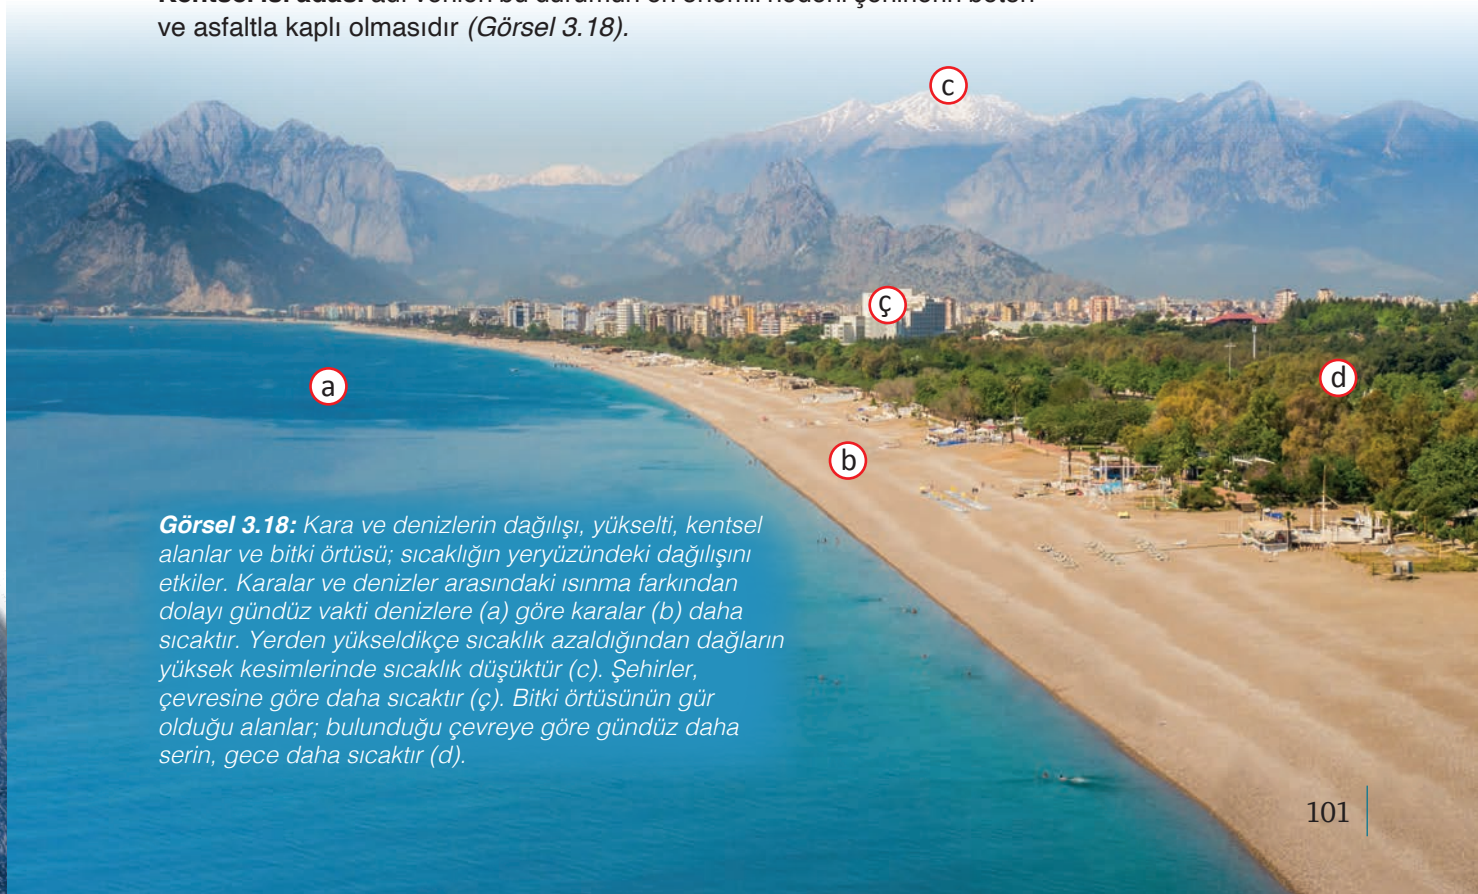 ve asfaltla kaplı olmasıdır (Görsel 3.18).
c
ç
a
d
b
Görsel 3.18: Kara ve denizlerin dağılışı, yükselti, kentsel
alanlar ve bitki örtüsü; sıcaklığın yeryüzündeki dağılışını
etkiler. Karalar ve denizler arasındaki ısınma farkından
dolayı gündüz vakti denizlere (a) göre karalar (b) daha
sıcaktır. Yerden yükseldikçe sıcaklık azaldığından dağların
yüksek kesimlerinde sıcaklık düşüktür (c). Şehirler,
çevresine göre daha sıcaktır (ç). Bitki örtüsünün gür
olduğu alanlar; bulunduğu çevreye göre gündüz daha
serin, gece daha sıcaktır (d).
101